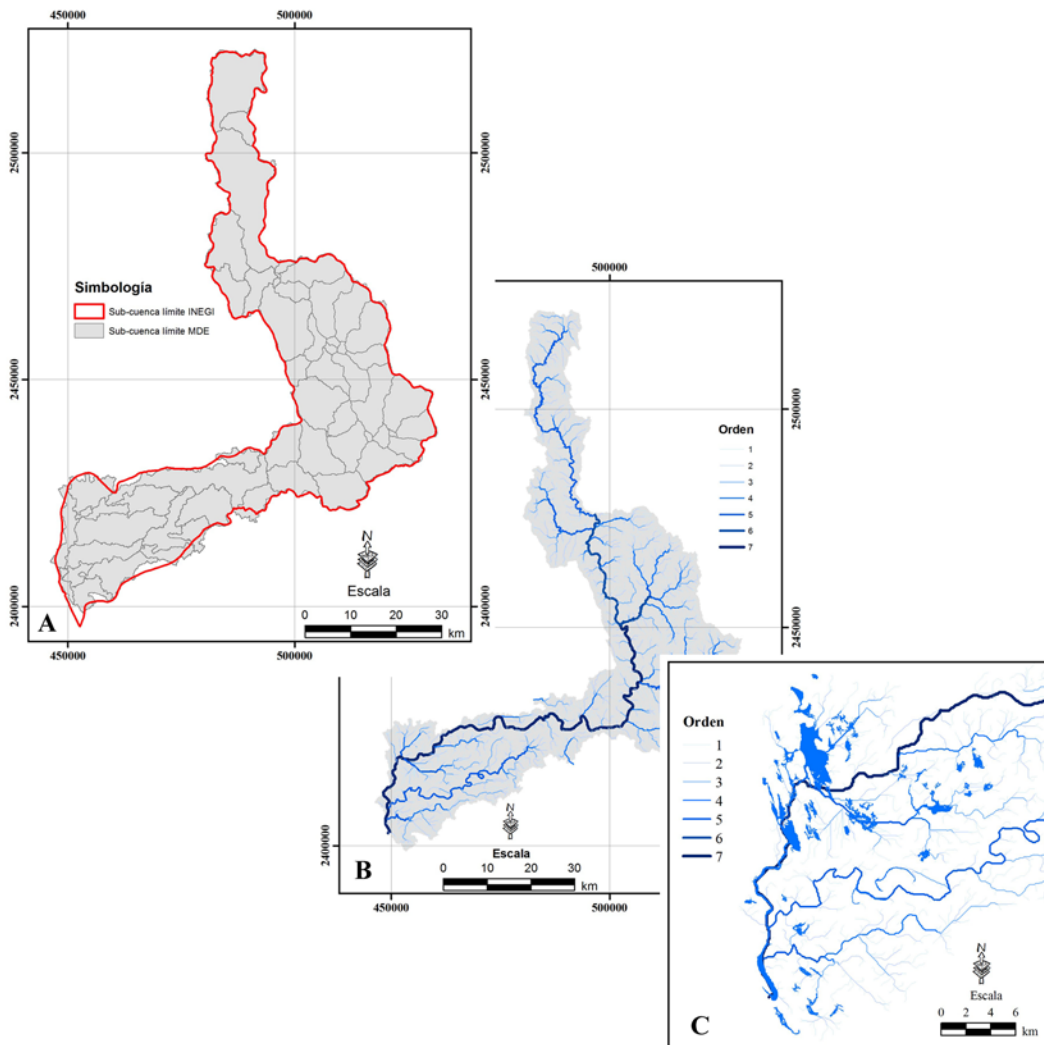 450000
500000
2500000
2500000
Simbología
Sub-cuenca límite INEGI
Sub-cuenca límite MDE
2450000
2450000
N
Escala
0 10 20 30
km
2400000
2400000
A
450000
500000
500000
2500000
Orden
1
2
3
4
5
6
7
2450000
N
Escala
0 10 20 30
km
2400000
B
450000
500000
Orden
1
2
3
4
5
6
7
N
Escala
0 2 4 6
km
C